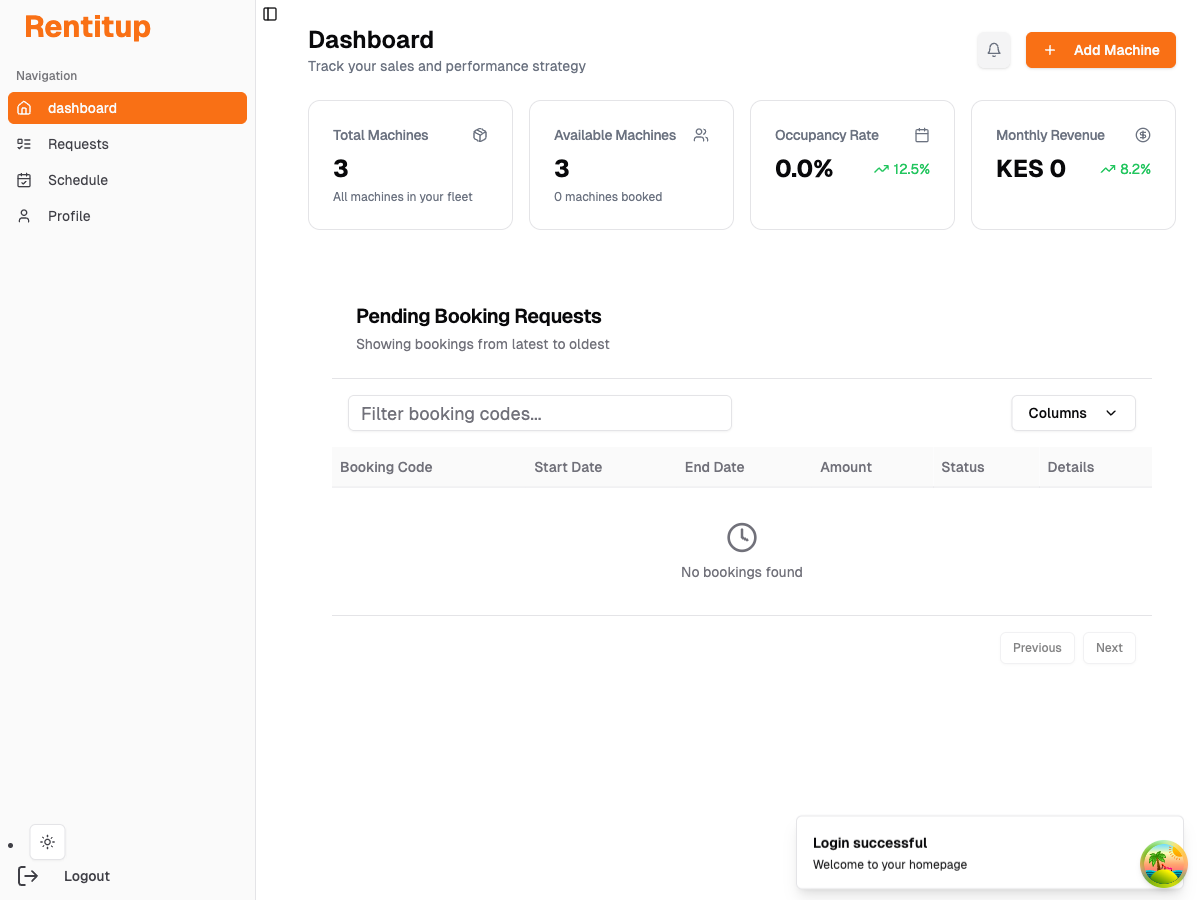 Rentitup
Navigation
dashboard
Requests
Schedule
Profile
Logout
Dashboard
Track your sales and performance strategy
Add Machine
Total Machines
3
All machines in your fleet
Available Machines
3
0 machines booked
Occupancy Rate
0.0% 12.5%
Monthly Revenue
KES 0 8.2%
Pending Booking Requests
Showing bookings from latest to oldest
Filter booking codes...
Columns
Booking Code Start Date End Date Amount Status Details
No bookings found
Previous Next
Login successful
Welcome to your homepage